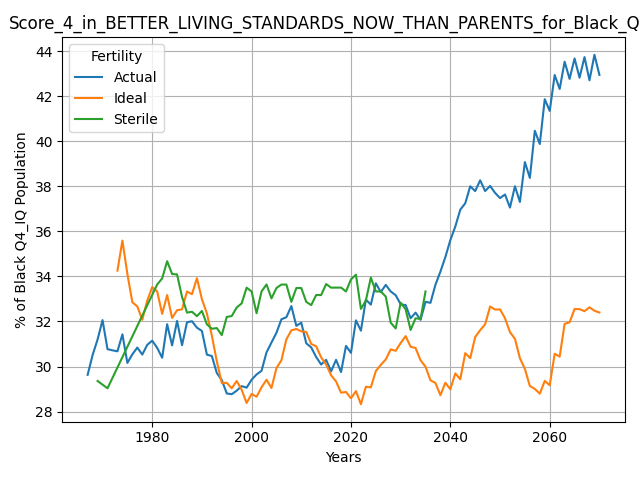 Score_4_in_BETTER_LIVING_STANDARDS_NOW_THAN_PARENTS_for_Black_Q
Fertility
Actual
Ideal
Sterile
44
42
40
38
36
34
32
30
28
% of Black Q4_IQ Population
1980
2000
2020
2040
2060
Years